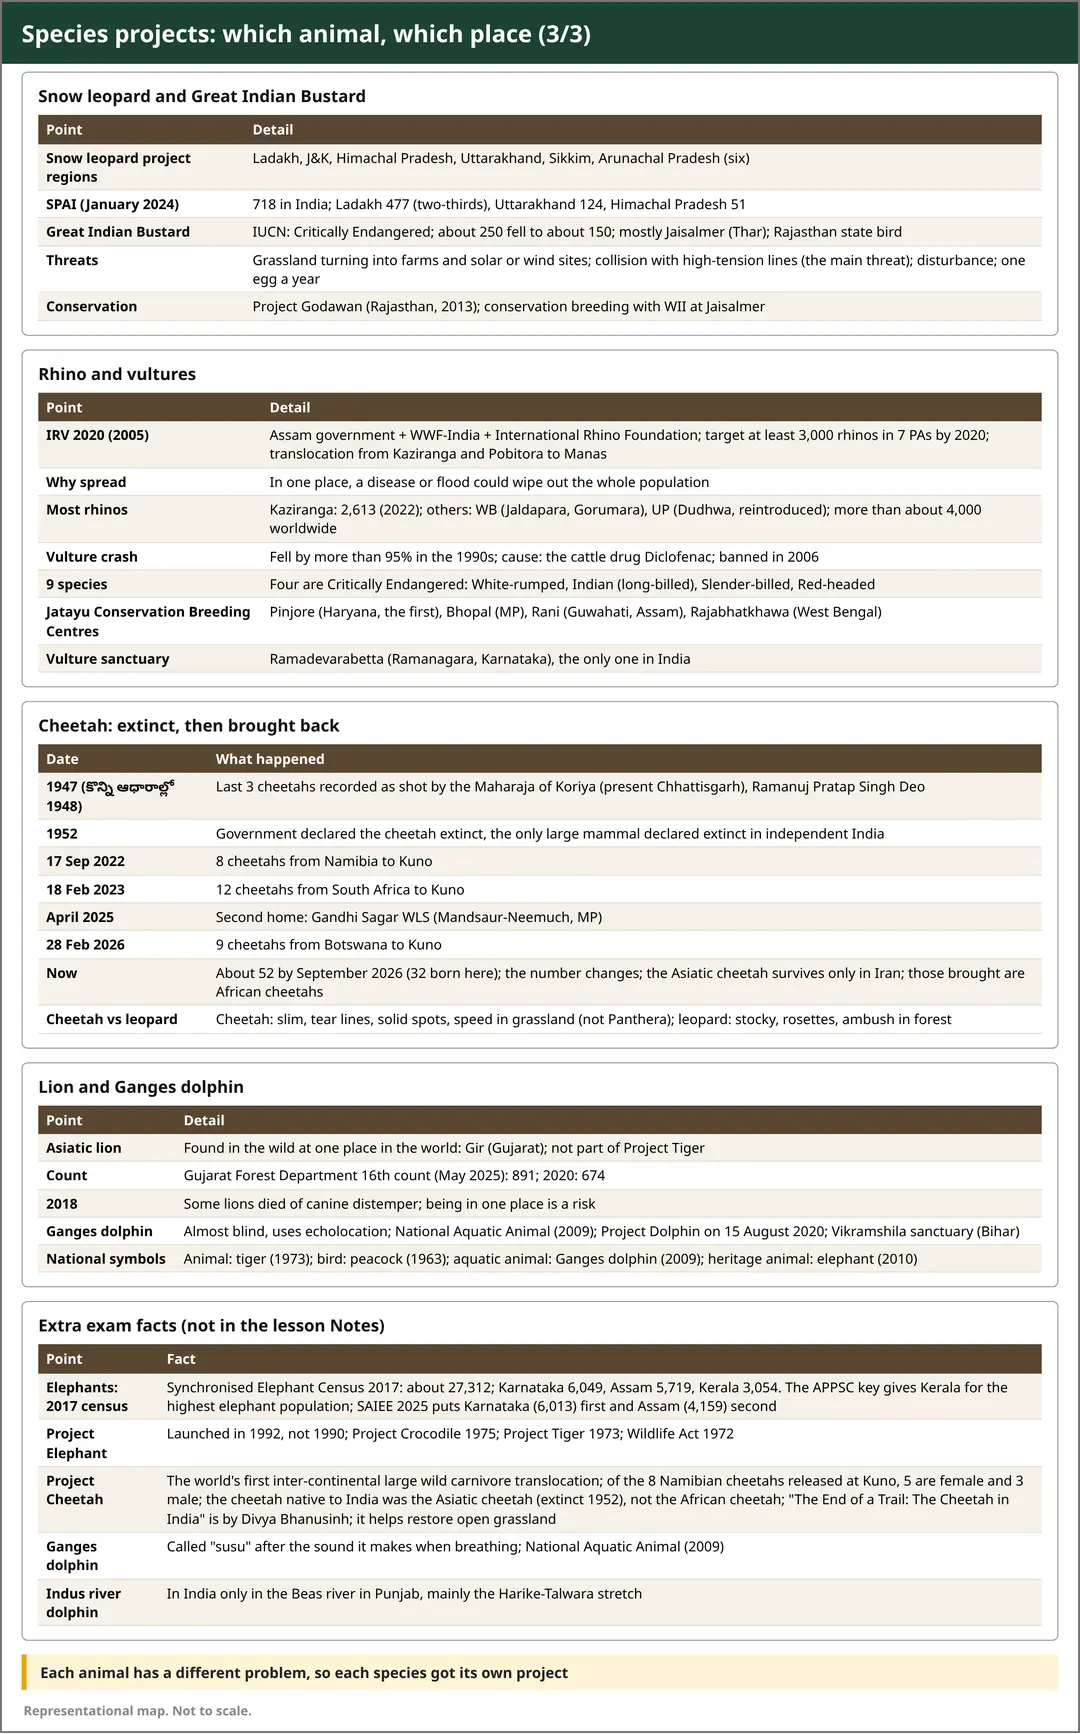 Species projects: which animal, which place (3/3)
Snow leopard and Great Indian Bustard
Point Detail
Snow leopard project Ladakh, J&K, Himachal Pradesh, Uttarakhand, Sikkim, Arunachal Pradesh (six)
regions
SPAI (January 2024) 718 in India; Ladakh 477 (two-thirds), Uttarakhand 124, Himachal Pradesh 51
Great Indian Bustard IUCN: Critically Endangered; about 250 fell to about 150; mostly Jaisalmer (Thar); Rajasthan state bird
Threats Grassland turning into farms and solar or wind sites; collision with high-tension lines (the main threat); disturbance; one
egg a year
Conservation Project Godawan (Rajasthan, 2013); conservation breeding with WII at Jaisalmer
Rhino and vultures
Point Detail
IRV 2020 (2005) Assam government + WWF-India + International Rhino Foundation; target at least 3,000 rhinos in 7 PAs by 2020;
translocation from Kaziranga and Pobitora to Manas
Why spread In one place, a disease or flood could wipe out the whole population
Most rhinos Kaziranga: 2,613 (2022); others: WB (Jaldapara, Gorumara), UP (Dudhwa, reintroduced); more than about 4,000
worldwide
Vulture crash Fell by more than 95% in the 1990s; cause: the cattle drug Diclofenac; banned in 2006
9 species Four are Critically Endangered: White-rumped, Indian (long-billed), Slender-billed, Red-headed
Jatayu Conservation Breeding Pinjore (Haryana, the first), Bhopal (MP), Rani (Guwahati, Assam), Rajabhatkhawa (West Bengal)
Centres
Vulture sanctuary Ramadevarabetta (Ramanagara, Karnataka), the only one in India
Cheetah: extinct, then brought back
Date What happened
1947 (కొన్ని ఆధారాల్లో Last 3 cheetahs recorded as shot by the Maharaja of Koriya (present Chhattisgarh), Ramanuj Pratap Singh Deo
1948)
1952 Government declared the cheetah extinct, the only large mammal declared extinct in independent India
17 Sep 2022 8 cheetahs from Namibia to Kuno
18 Feb 2023 12 cheetahs from South Africa to Kuno
April 2025 Second home: Gandhi Sagar WLS (Mandsaur-Neemuch, MP)
28 Feb 2026 9 cheetahs from Botswana to Kuno
Now About 52 by September 2026 (32 born here); the number changes; the Asiatic cheetah survives only in Iran; those brought are
African cheetahs
Cheetah vs leopard Cheetah: slim, tear lines, solid spots, speed in grassland (not Panthera); leopard: stocky, rosettes, ambush in forest
Lion and Ganges dolphin
Point Detail
Asiatic lion Found in the wild at one place in the world: Gir (Gujarat); not part of Project Tiger
Count Gujarat Forest Department 16th count (May 2025): 891; 2020: 674
2018 Some lions died of canine distemper; being in one place is a risk
Ganges dolphin Almost blind, uses echolocation; National Aquatic Animal (2009); Project Dolphin on 15 August 2020; Vikramshila sanctuary (Bihar)
National symbols Animal: tiger (1973); bird: peacock (1963); aquatic animal: Ganges dolphin (2009); heritage animal: elephant (2010)
Extra exam facts (not in the lesson Notes)
Point Fact
Elephants: Synchronised Elephant Census 2017: about 27,312; Karnataka 6,049, Assam 5,719, Kerala 3,054. The APPSC key gives Kerala for the
2017 census highest elephant population; SAIEE 2025 puts Karnataka (6,013) first and Assam (4,159) second
Project Launched in 1992, not 1990; Project Crocodile 1975; Project Tiger 1973; Wildlife Act 1972
Elephant
Project The world's first inter-continental large wild carnivore translocation; of the 8 Namibian cheetahs released at Kuno, 5 are female and 3
Cheetah male; the cheetah native to India was the Asiatic cheetah (extinct 1952), not the African cheetah; "The End of a Trail: The Cheetah in
India" is by Divya Bhanusinh; it helps restore open grassland
Ganges Called "susu" after the sound it makes when breathing; National Aquatic Animal (2009)
dolphin
Indus river In India only in the Beas river in Punjab, mainly the Harike-Talwara stretch
dolphin
Each animal has a different problem, so each species got its own project
Representational map. Not to scale.